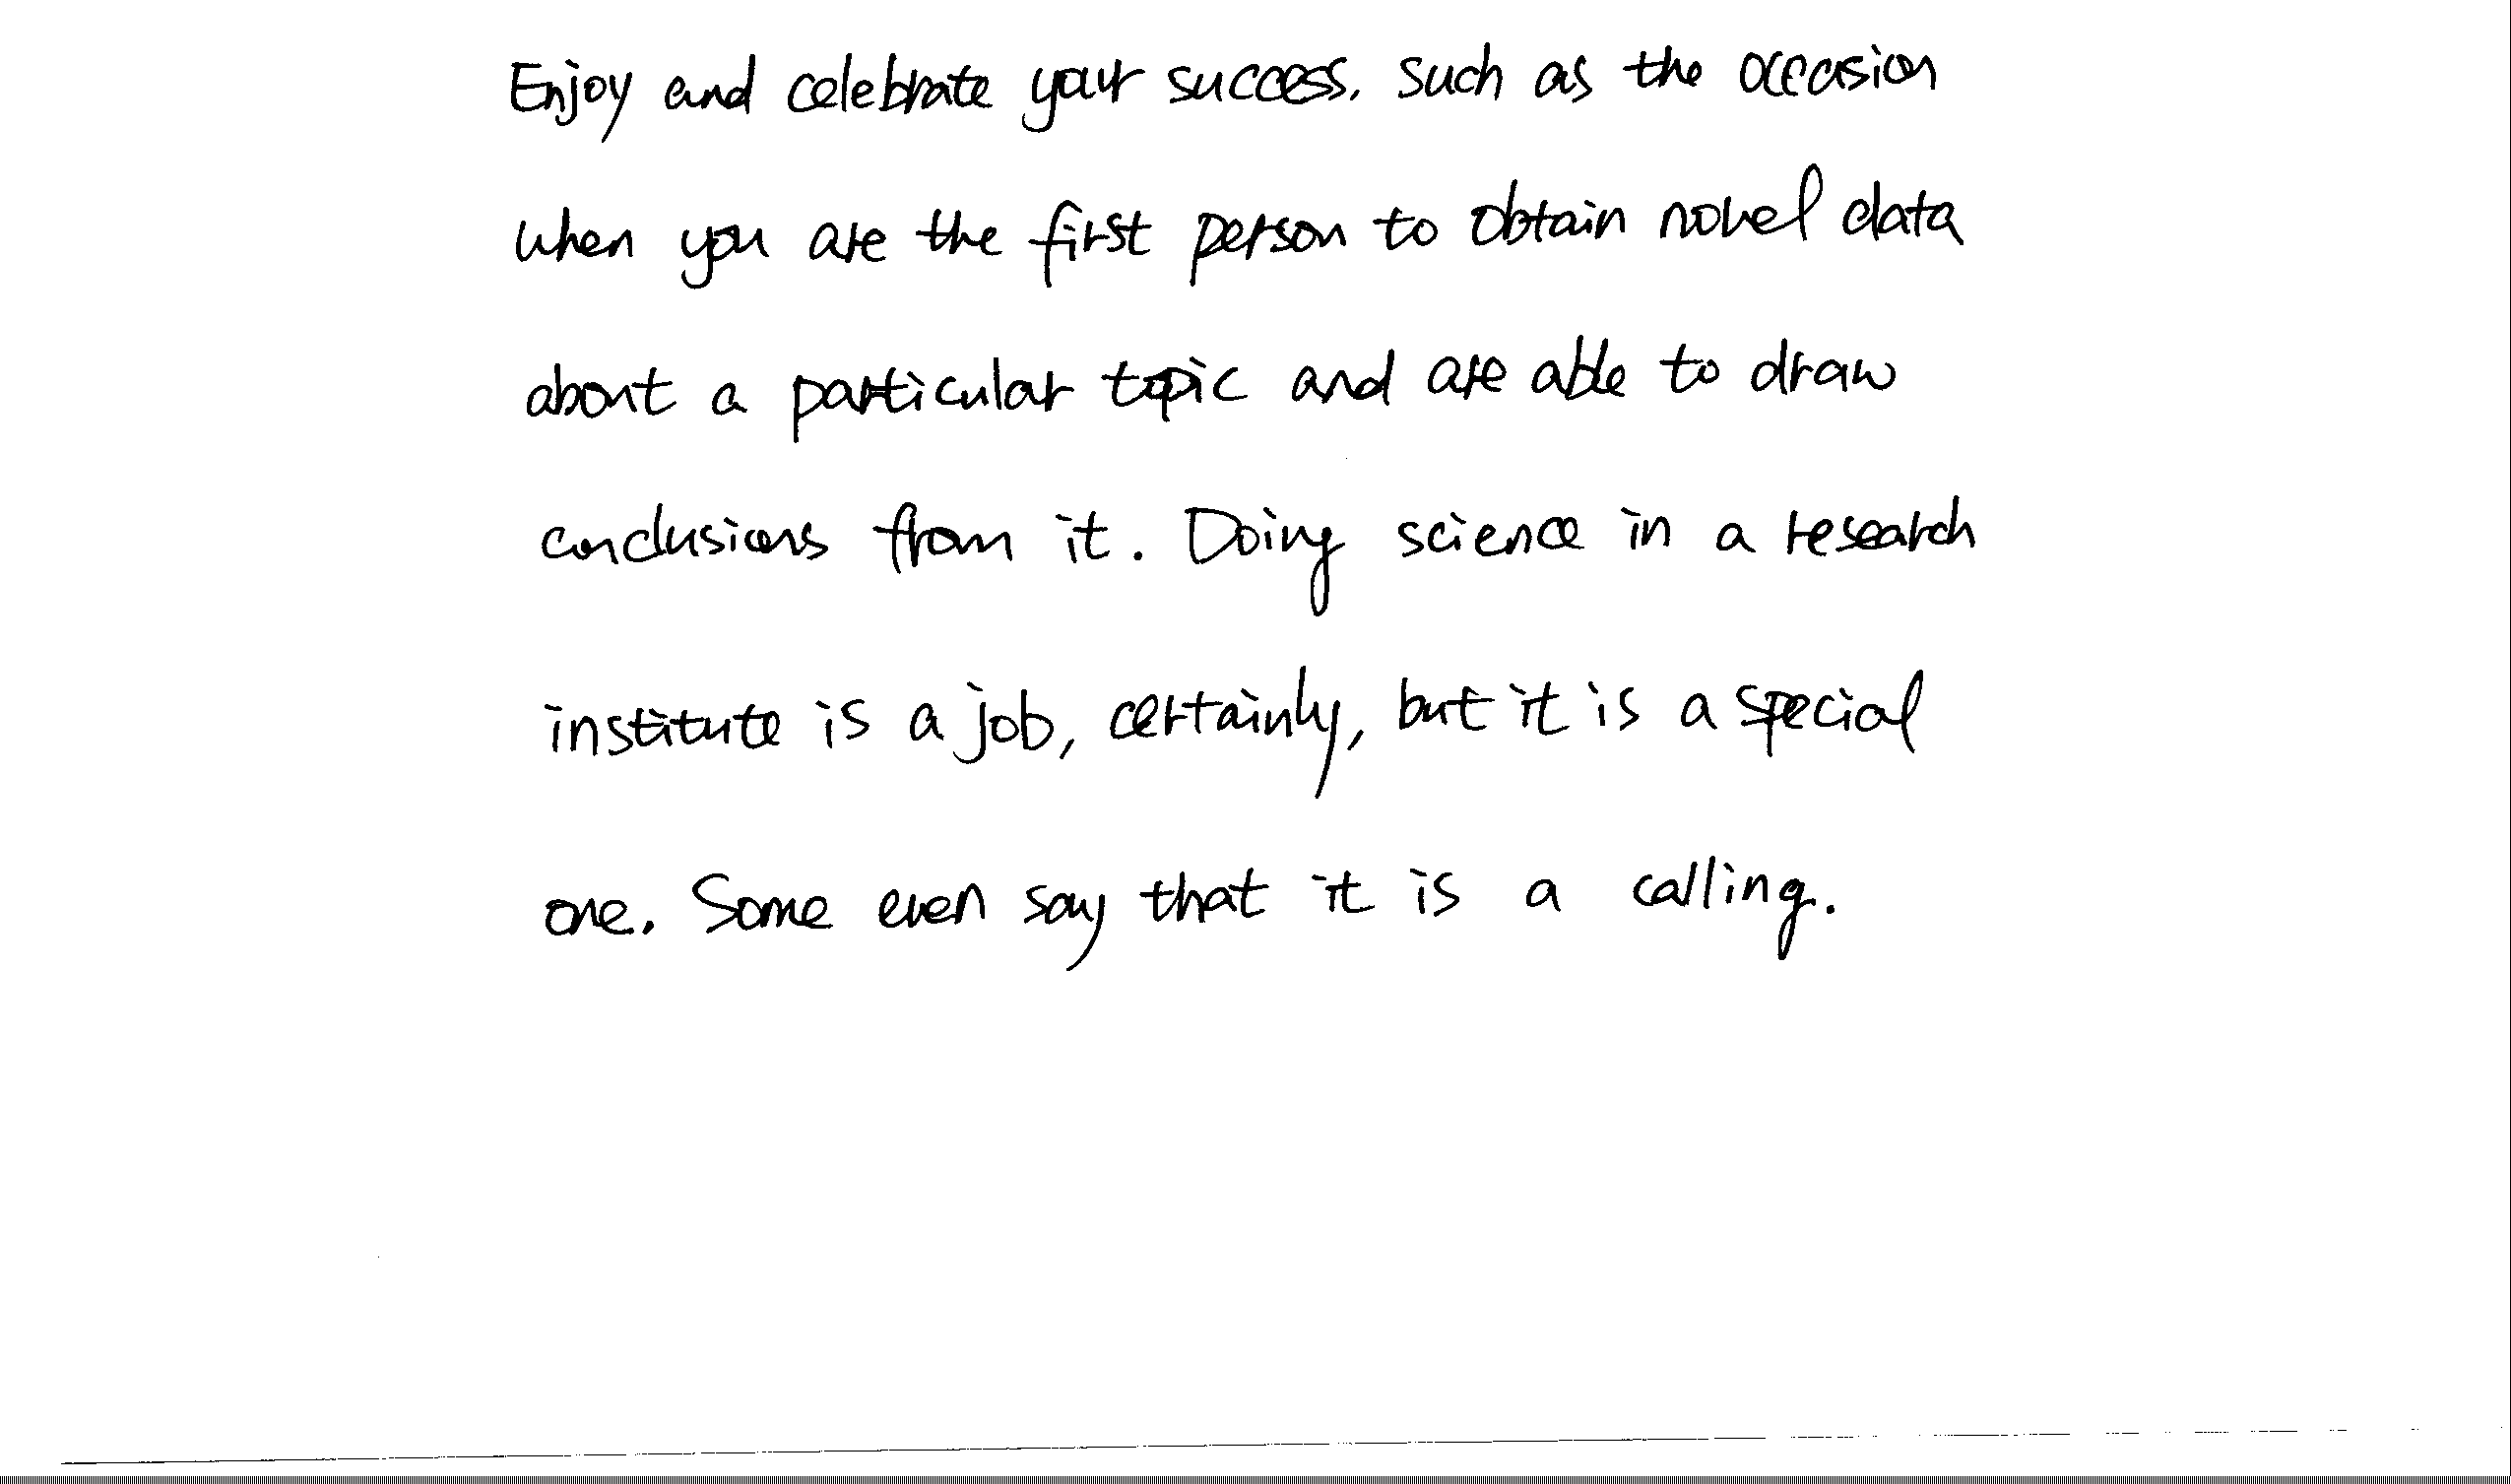 Enjoy and celebrate your success, such as the occasion
when you are the first person to obtain novel data
about a particular topic and are able to draw
conclusions from it. Doing science in a research
institute is a job, certainly, but it is a special
one. Some even say that it is a calling.